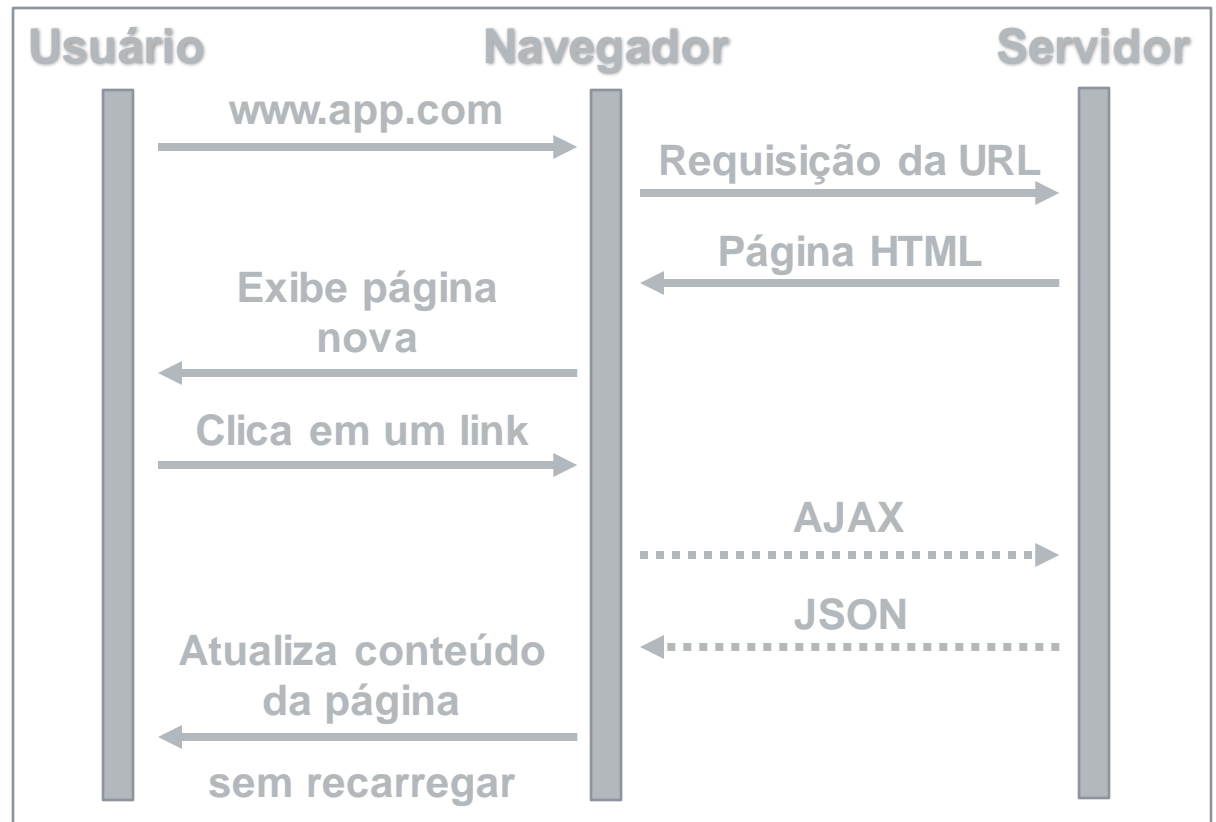 Usuário
Navegador
Servidor
www.app.com
Requisição da URL
Página HTML
Exibe página
nova
Clica em um link
AJAX
JSON
Atualiza conteúdo
da página
sem recarregar